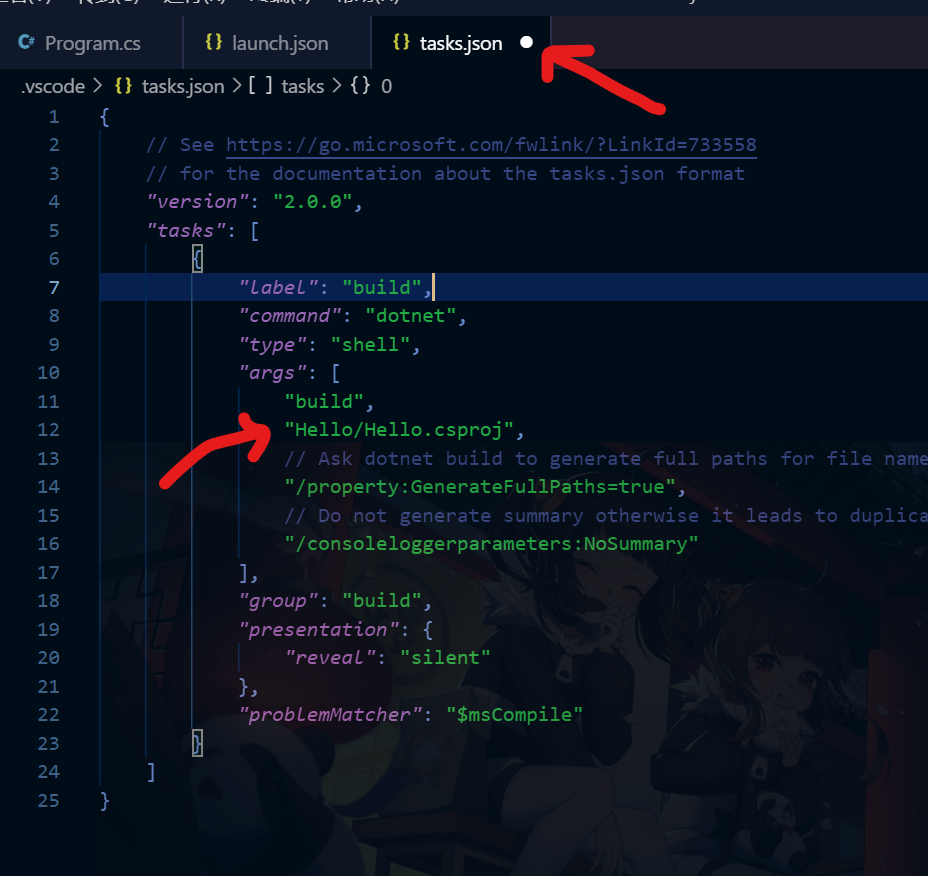 C# Program.cs {} launch.json {} tasks.json
.vscode > {} tasks.json > [ ] tasks > {} 0
1 {
2 // See https://go.microsoft.com/fwlink/?LinkId=733558
3 // for the documentation about the tasks.json format
4 "version": "2.0.0",
5 "tasks": [
6 {
7 "label": "build",
8 "command": "dotnet",
9 "type": "shell",
10 "args": [
11 "build",
12 "Hello/Hello.csproj",
13 // Ask dotnet build to generate full paths for file name
14 "/property:GenerateFullPaths=true",
15 // Do not generate summary otherwise it leads to duplica
16 "/consoleloggerparameters:NoSummary"
17 ],
18 "group": "build",
19 "presentation": {
20 "reveal": "silent"
21 },
22 "problemMatcher": "$msCompile"
23 }
24 ]
25 }